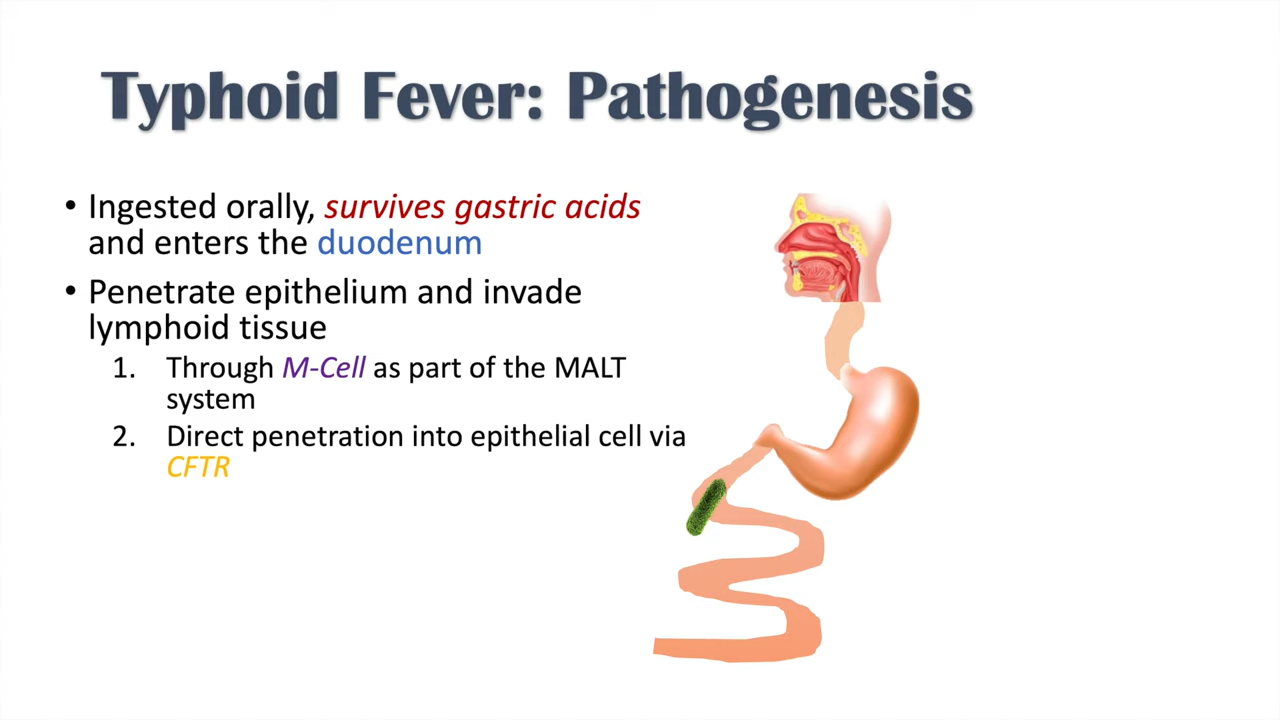 Typhoid Fever: Pathogenesis
• Ingested orally, survives gastric acids
and enters the duodenum
• Penetrate epithelium and invade
lymphoid tissue
1. Through M-Cell as part of the MALT
system
2. Direct penetration into epithelial cell via
CFTR